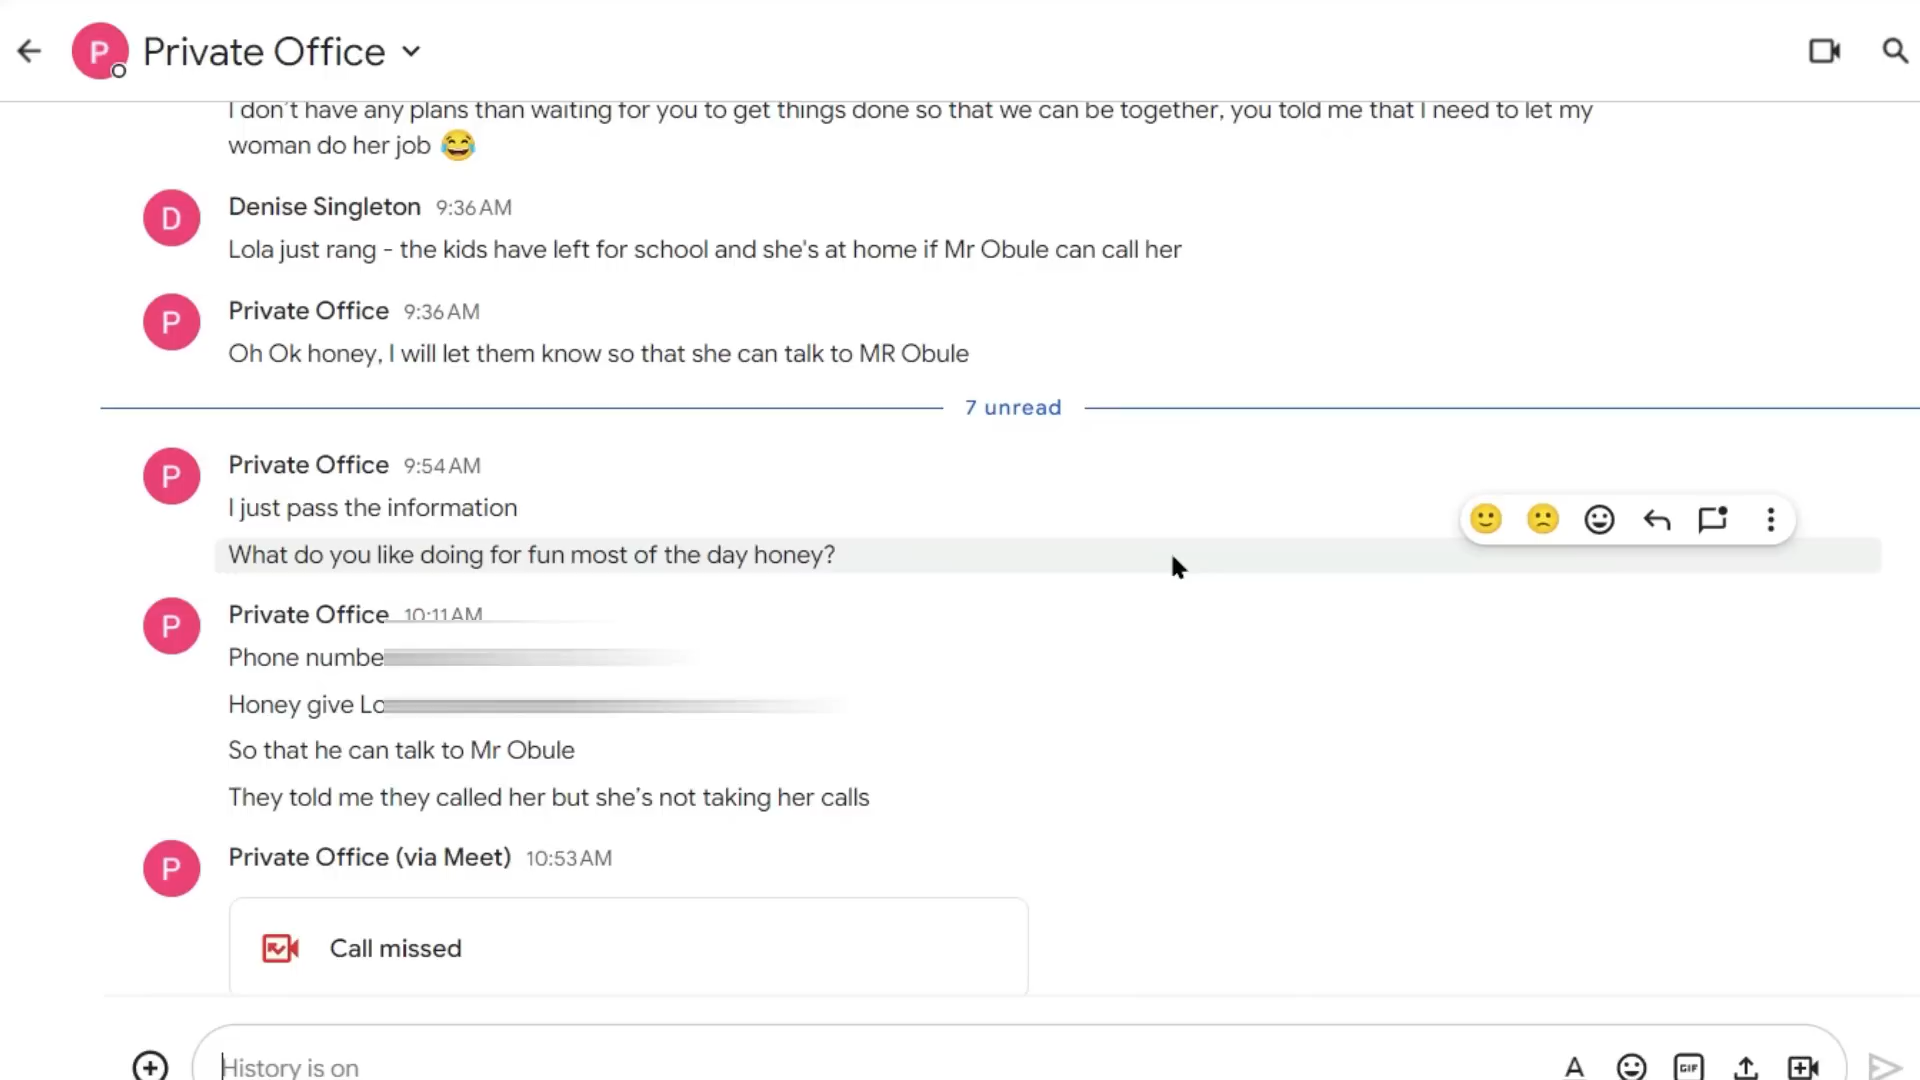 P Private Office
I don't have any plans than waiting for you to get things done so that we can be together, you told me that I need to let my
woman do her job 😂
D
Denise Singleton 9:36 AM
Lola just rang - the kids have left for school and she's at home if Mr Obule can call her
P
Private Office 9:36 AM
Oh Ok honey, I will let them know so that she can talk to MR Obule
7 unread
P
Private Office 9:54 AM
I just pass the information
What do you like doing for fun most of the day honey?
P
Private Office 10:11 AM
Phone numbe
Honey give Lo
So that he can talk to Mr Obule
They told me they called her but she's not taking her calls
P
Private Office (via Meet) 10:53 AM
Call missed
History is on
A GIF